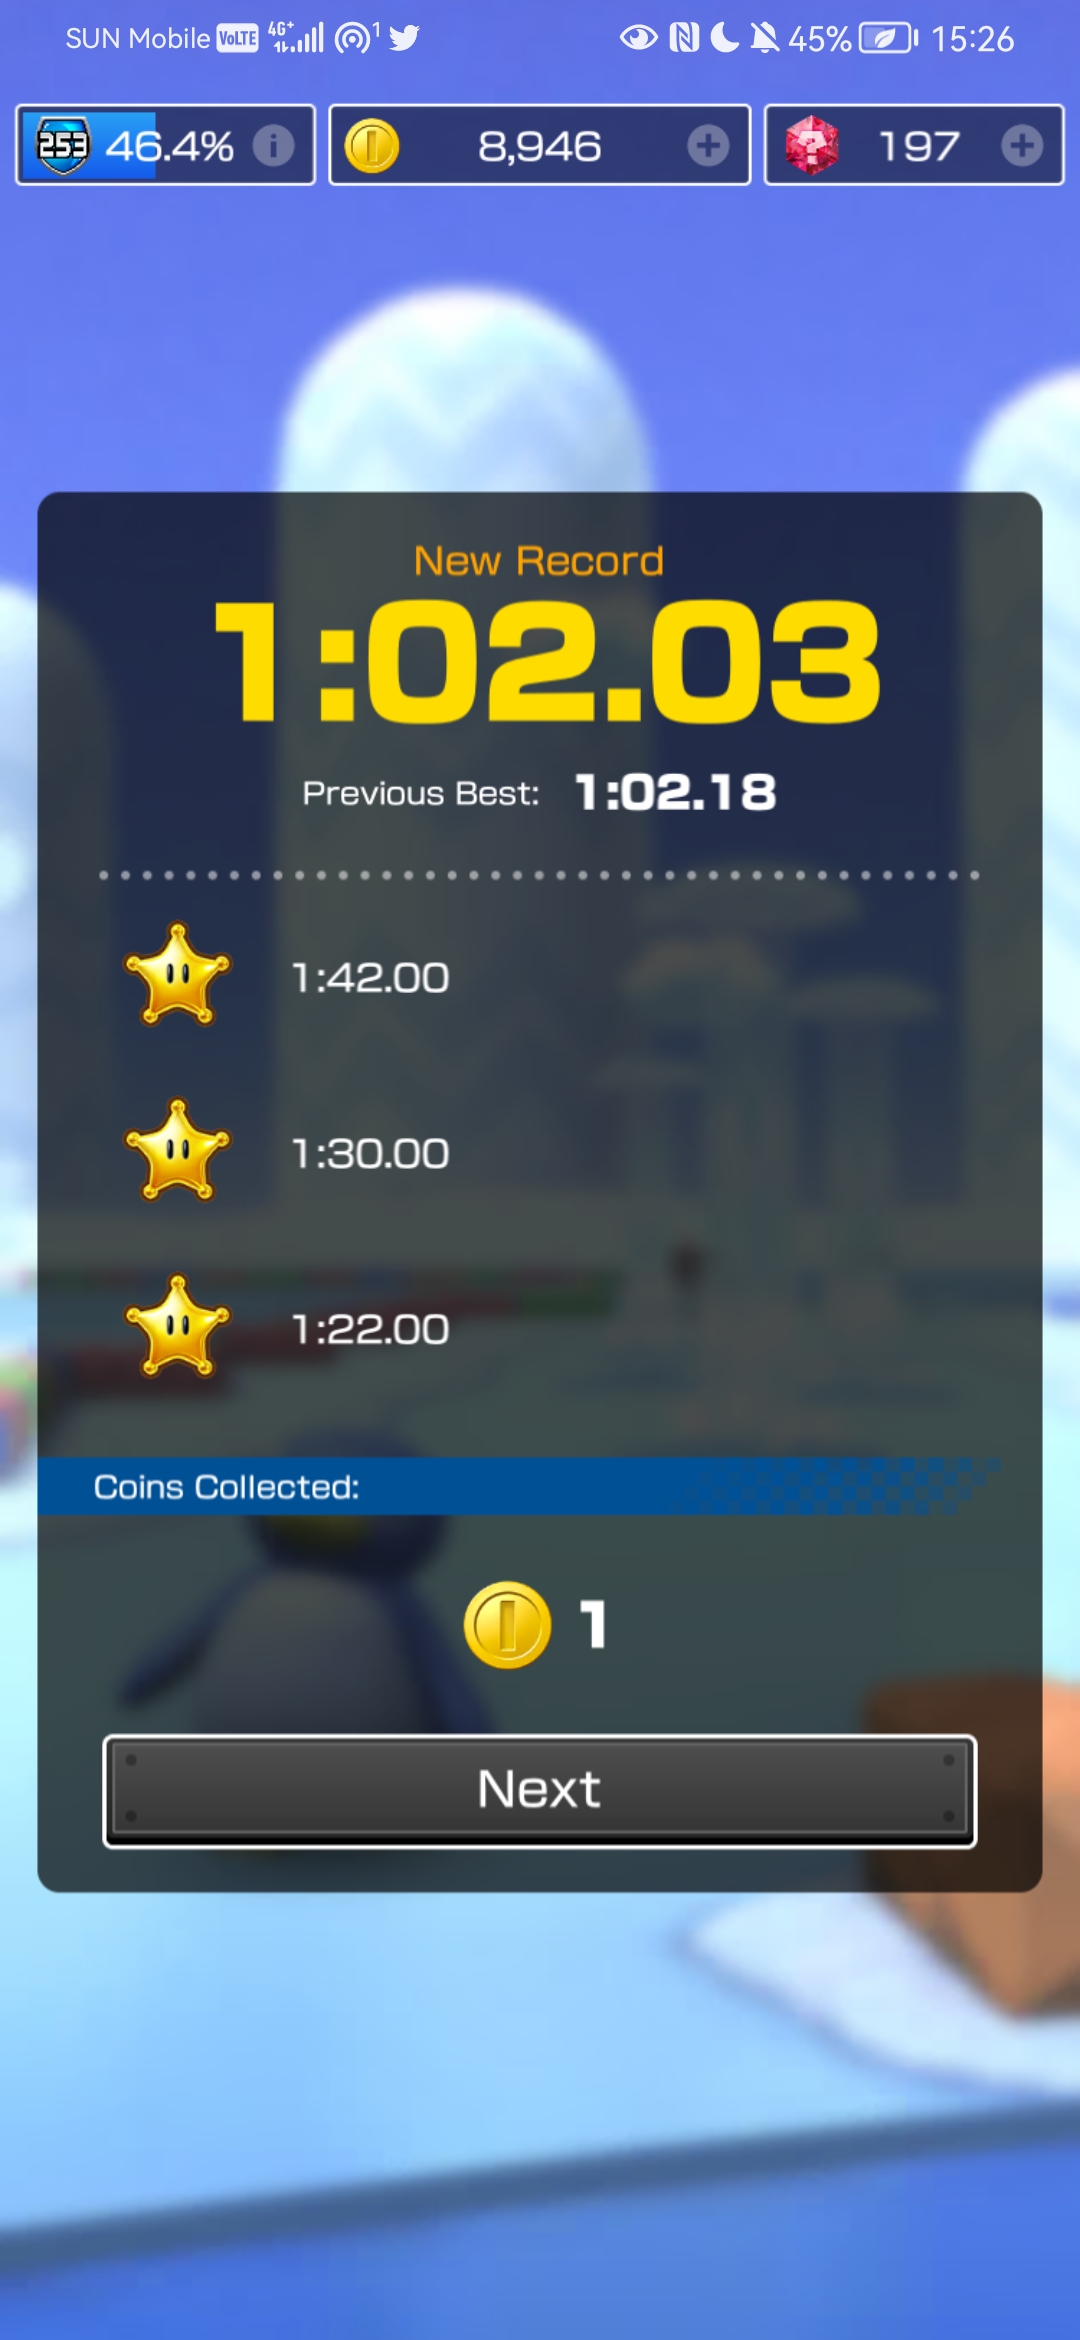 SUN Mobile VoLTE 4G+ 1 45% 15:26
253 46.4% i 8,946 + 197 +
New Record
1:02.03
Previous Best: 1:02.18
1:42.00
1:30.00
1:22.00
Coins Collected:
1
Next